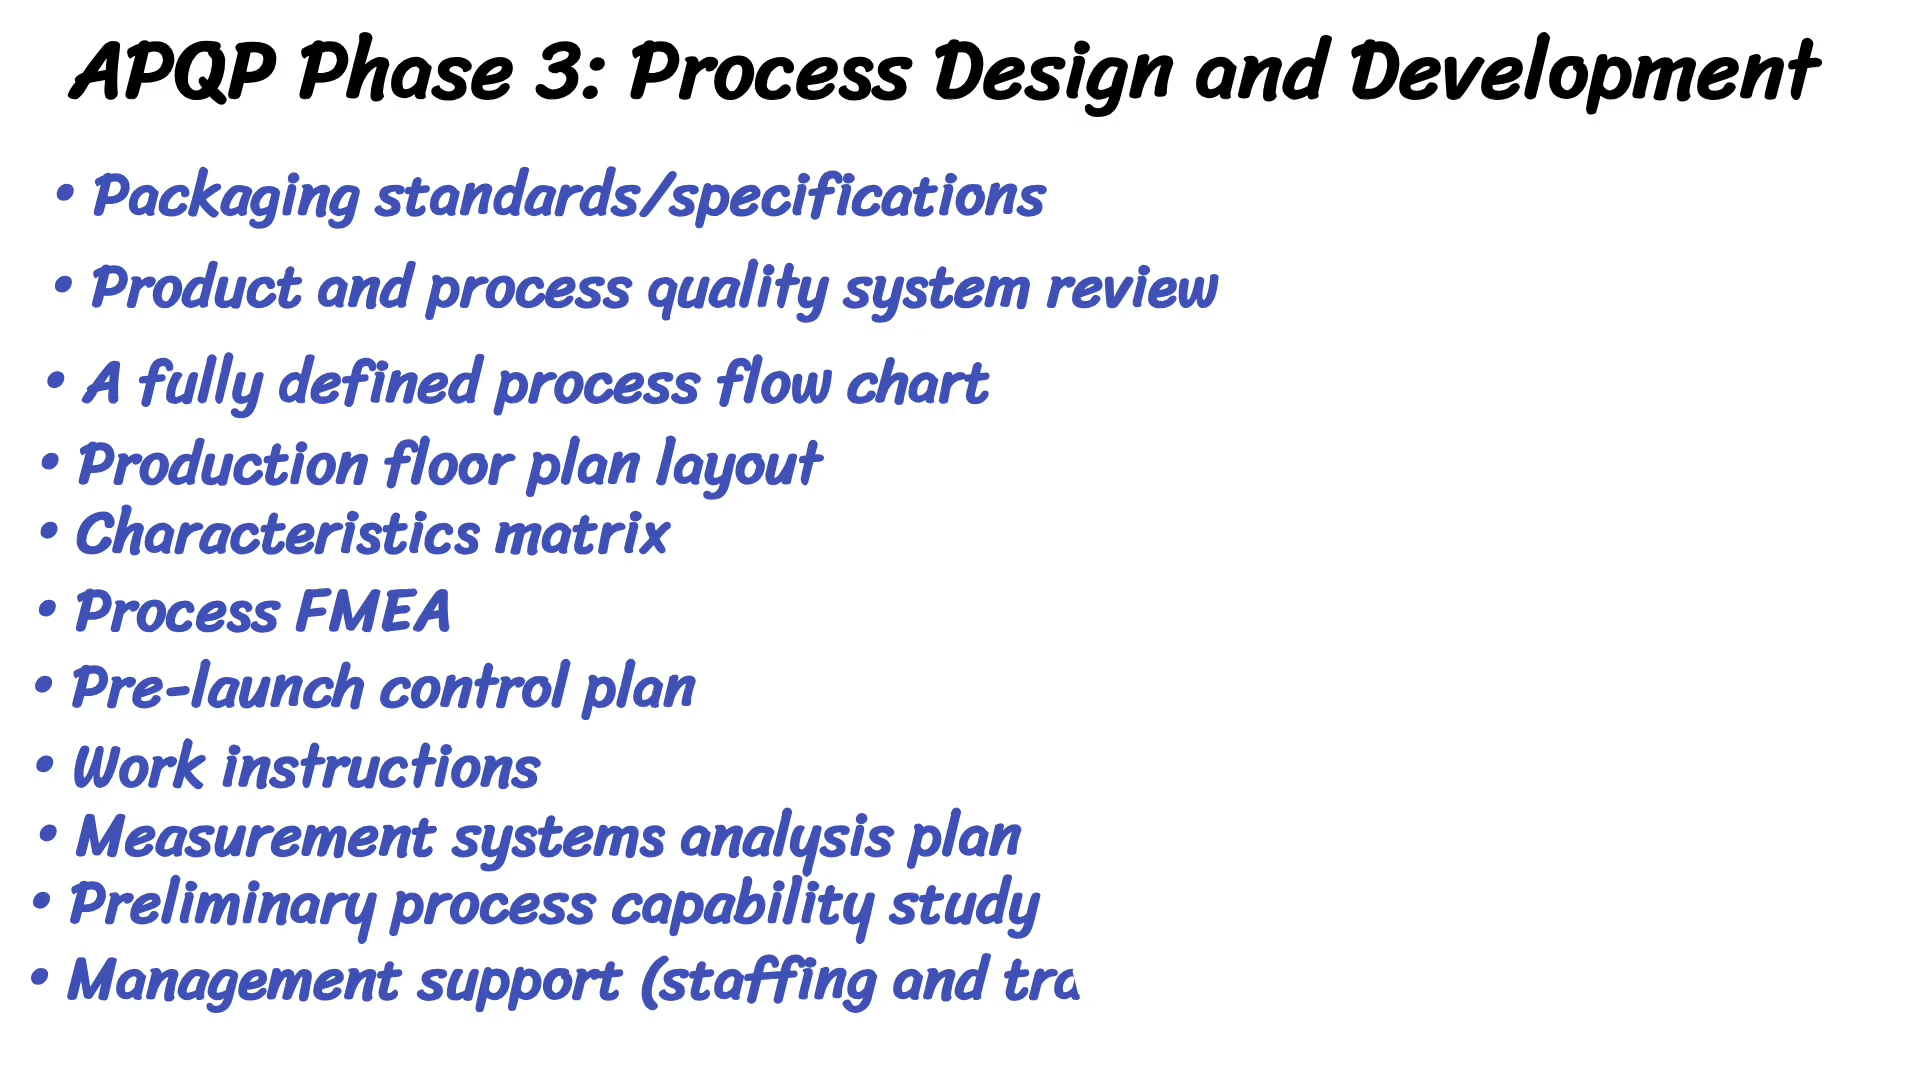 APQP Phase 3: Process Design and Development
• Packaging standards/specifications
• Product and process quality system review
• A fully defined process flow chart
• Production floor plan layout
• Characteristics matrix
• Process FMEA
• Pre-launch control plan
• Work instructions
• Measurement systems analysis plan
• Preliminary process capability study
• Management support (staffing and tra